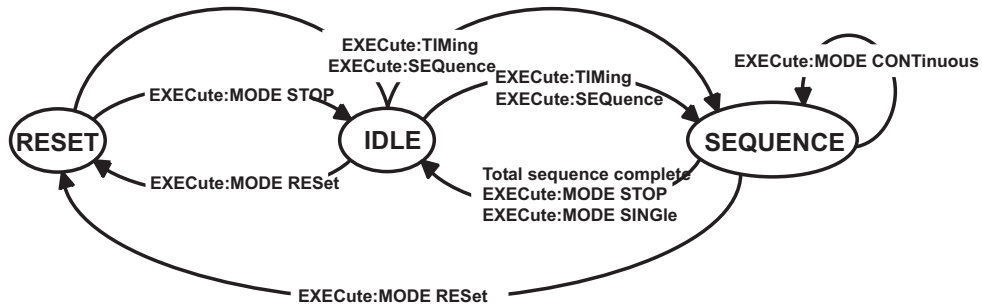 EXECute:TIMing
EXECute:SEQuence
EXECute:MODE CONTinuous
EXECute:TIMing
EXECute:SEQuence
EXECute:MODE STOP
RESET
IDLE
SEQUENCE
EXECute:MODE RESet
Total sequence complete
EXECute:MODE STOP
EXECute:MODE SINGle
EXECute:MODE RESet